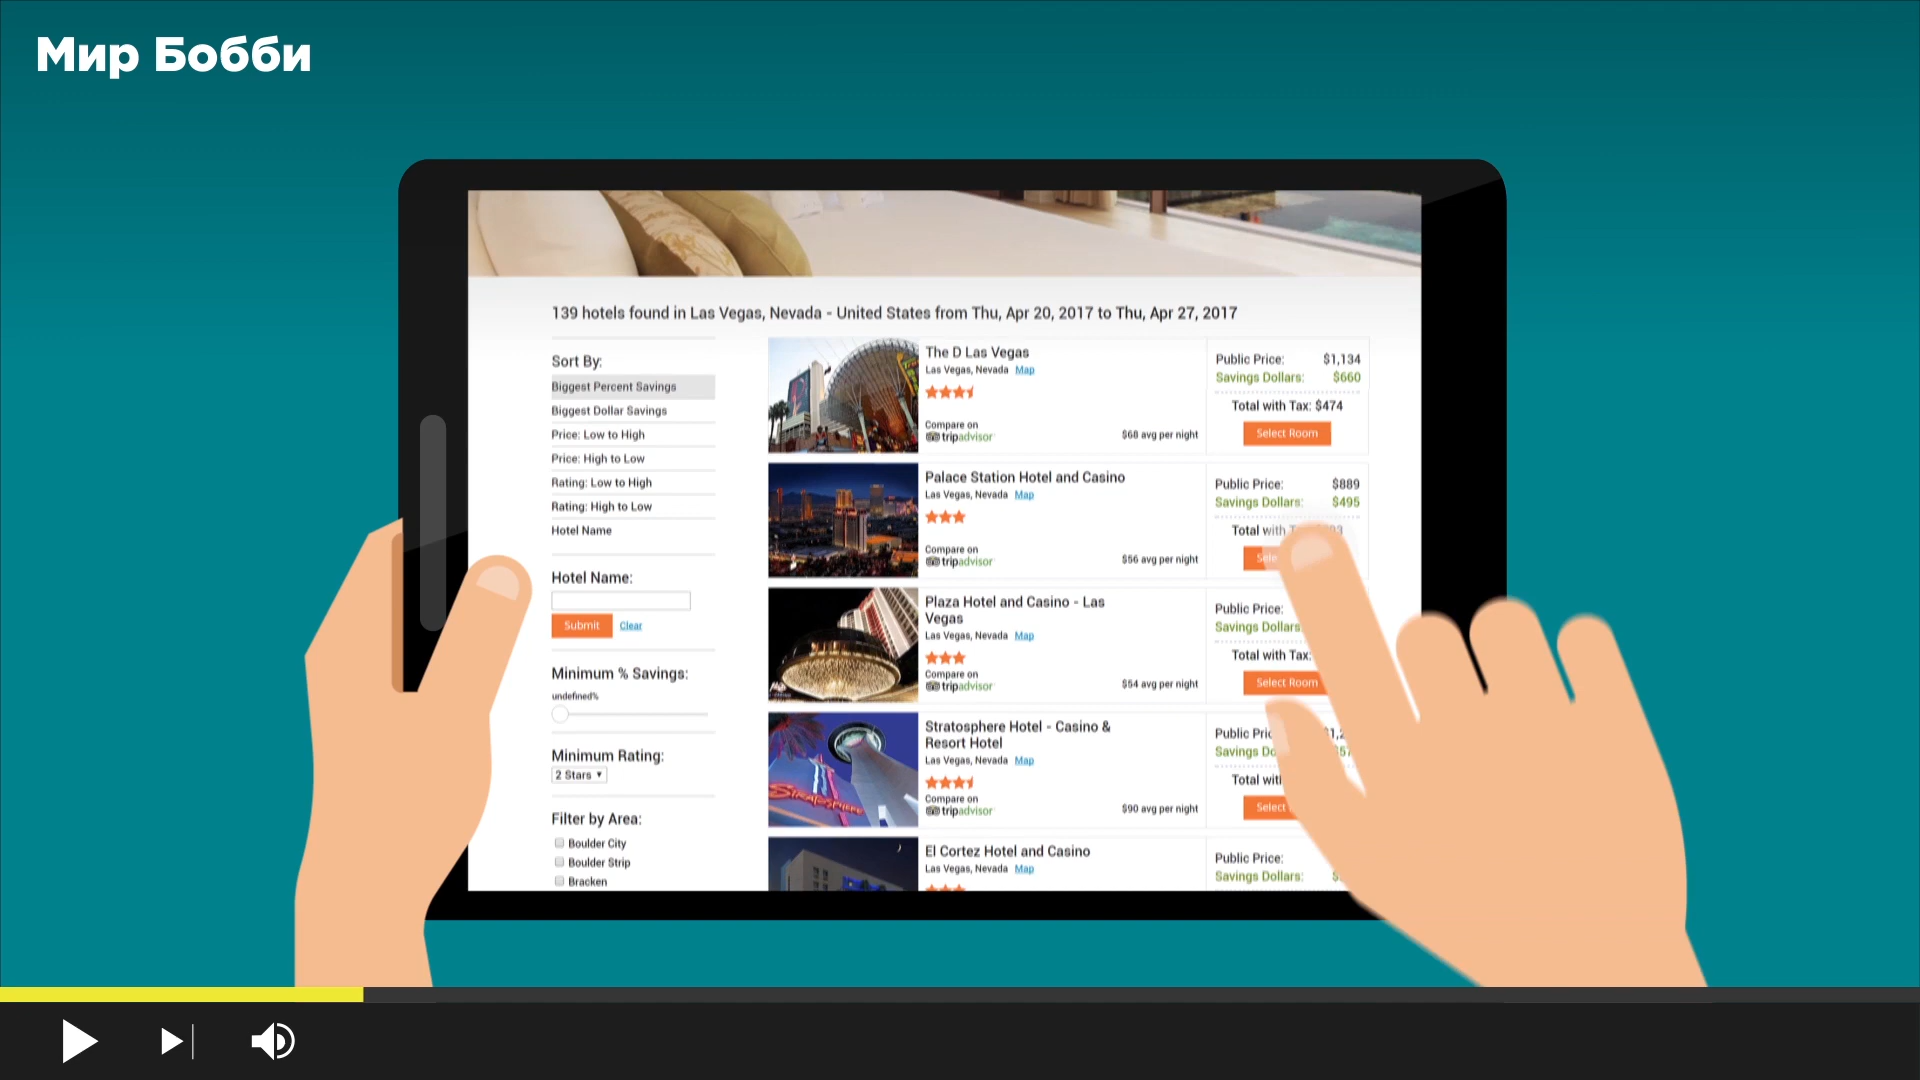 Мир Бобби
139 hotels found in Las Vegas, Nevada - United States from Thu, Apr 20, 2017 to Thu, Apr 27, 2017
Sort By:
Biggest Percent Savings
Biggest Dollar Savings
Price: Low to High
Price: High to Low
Rating: Low to High
Rating: High to Low
Hotel Name
Hotel Name:
Submit Clear
Minimum % Savings:
undefined%
Minimum Rating:
2 Stars
Filter by Area:
Boulder City
Boulder Strip
Bracken
The D Las Vegas
Las Vegas, Nevada Map
Compare on
tripadvisor
$68 avg per night
Public Price: $1,134
Savings Dollars: $660
Total with Tax: $474
Select Room
Palace Station Hotel and Casino
Las Vegas, Nevada Map
Compare on
tripadvisor
$56 avg per night
Public Price: $889
Savings Dollars: $495
Total with
Plaza Hotel and Casino - Las
Vegas
Las Vegas, Nevada Map
Compare on
tripadvisor
$54 avg per night
Public Price:
Savings Dollars
Total with Tax:
Select Room
Stratosphere Hotel - Casino &
Resort Hotel
Las Vegas, Nevada Map
Compare on
tripadvisor
$90 avg per night
Public
Savings
Total
Select
El Cortez Hotel and Casino
Las Vegas, Nevada Map
Public Price:
Savings Dollars: